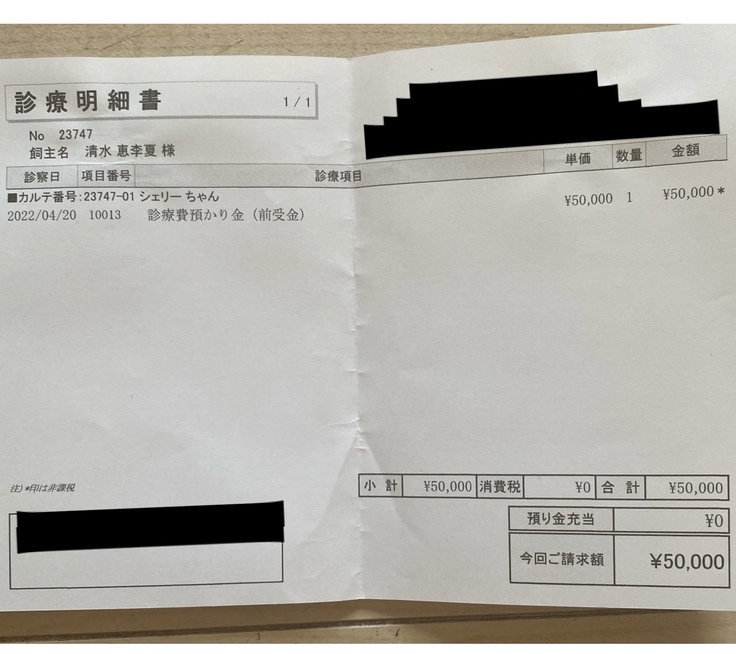 診療明細書 1/1
No 23747
飼主名 清水 恵李夏 様
診察日 項目番号 診療項目 単価 数量 金額
■カルテ番号:23747-01 シェリーちゃん
2022/04/20 10013 診療費預かり金（前受金） ¥50,000 1 ¥50,000*
注)*印は非課税
小計 ¥50,000 消費税 ¥0 合計 ¥50,000
預り金充当 ¥0
今回ご請求額 ¥50,000